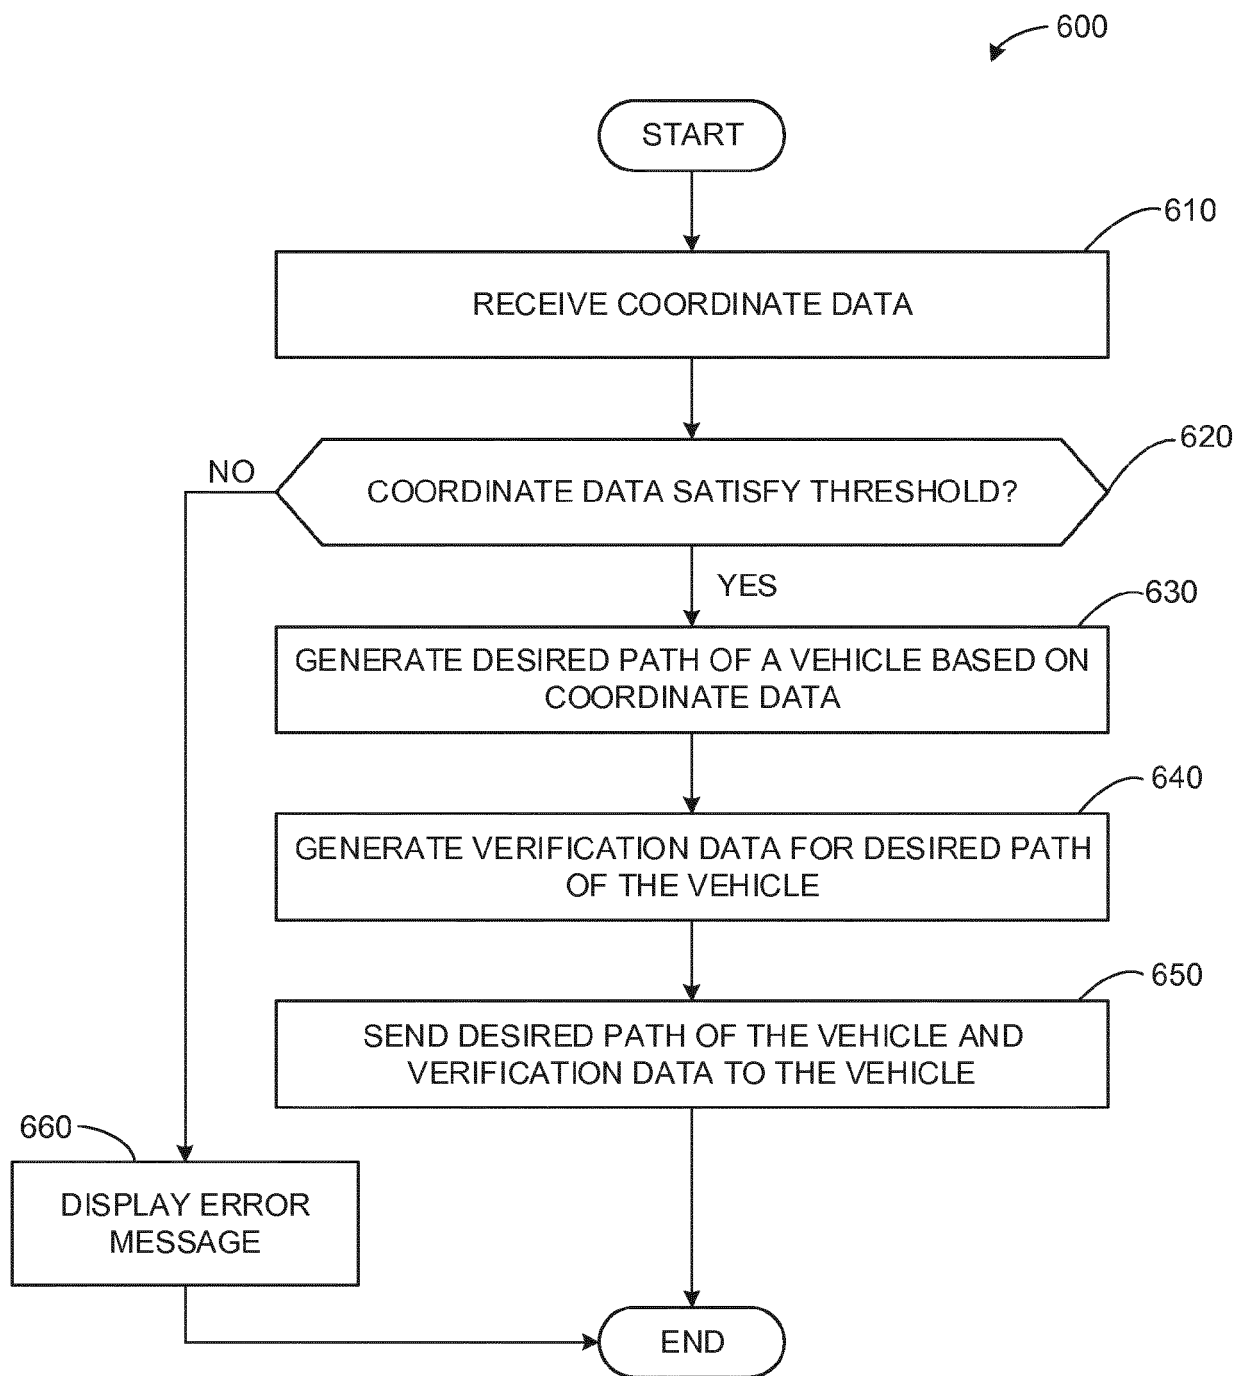 600
START
610
RECEIVE COORDINATE DATA
620
NO
COORDINATE DATA SATISFY THRESHOLD?
YES
630
GENERATE DESIRED PATH OF A VEHICLE BASED ON
COORDINATE DATA
640
GENERATE VERIFICATION DATA FOR DESIRED PATH
OF THE VEHICLE
650
SEND DESIRED PATH OF THE VEHICLE AND
VERIFICATION DATA TO THE VEHICLE
660
DISPLAY ERROR
MESSAGE
END